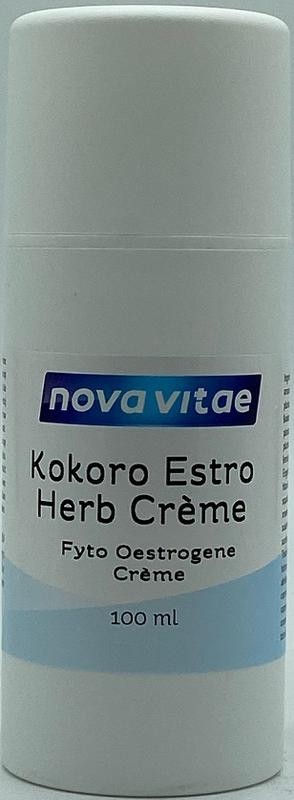 nova vitae
Kokoro Estro
Herb Crème
Fyto Oestrogene
Crème
100 ml